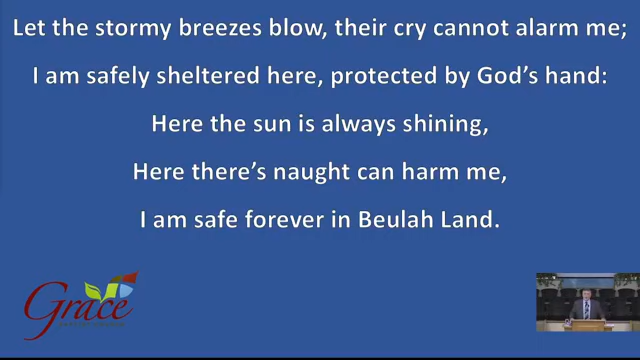 Let the stormy breezes blow, their cry cannot alarm me;
I am safely sheltered here, protected by God's hand:
Here the sun is always shining,
Here there's naught can harm me,
I am safe forever in Beulah Land.
Grace